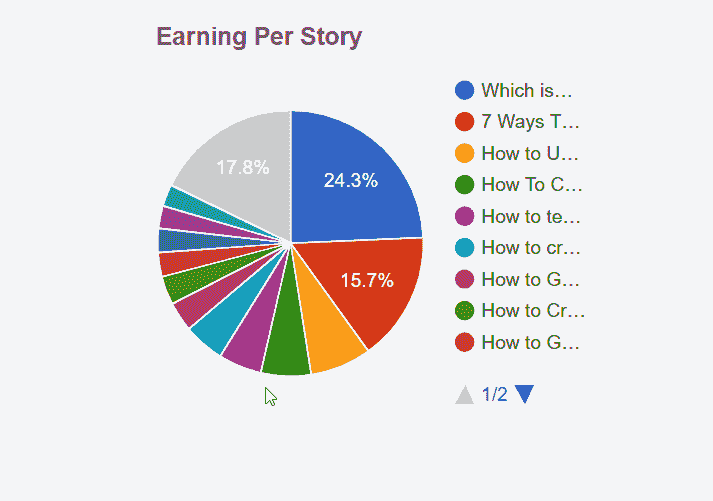 Earning Per Story
Which is...
7 Ways T...
How to U...
How To C...
How to te...
How to cr...
How to G...
How to Cr...
How to G...
1/2
17.8%
24.3%
15.7%